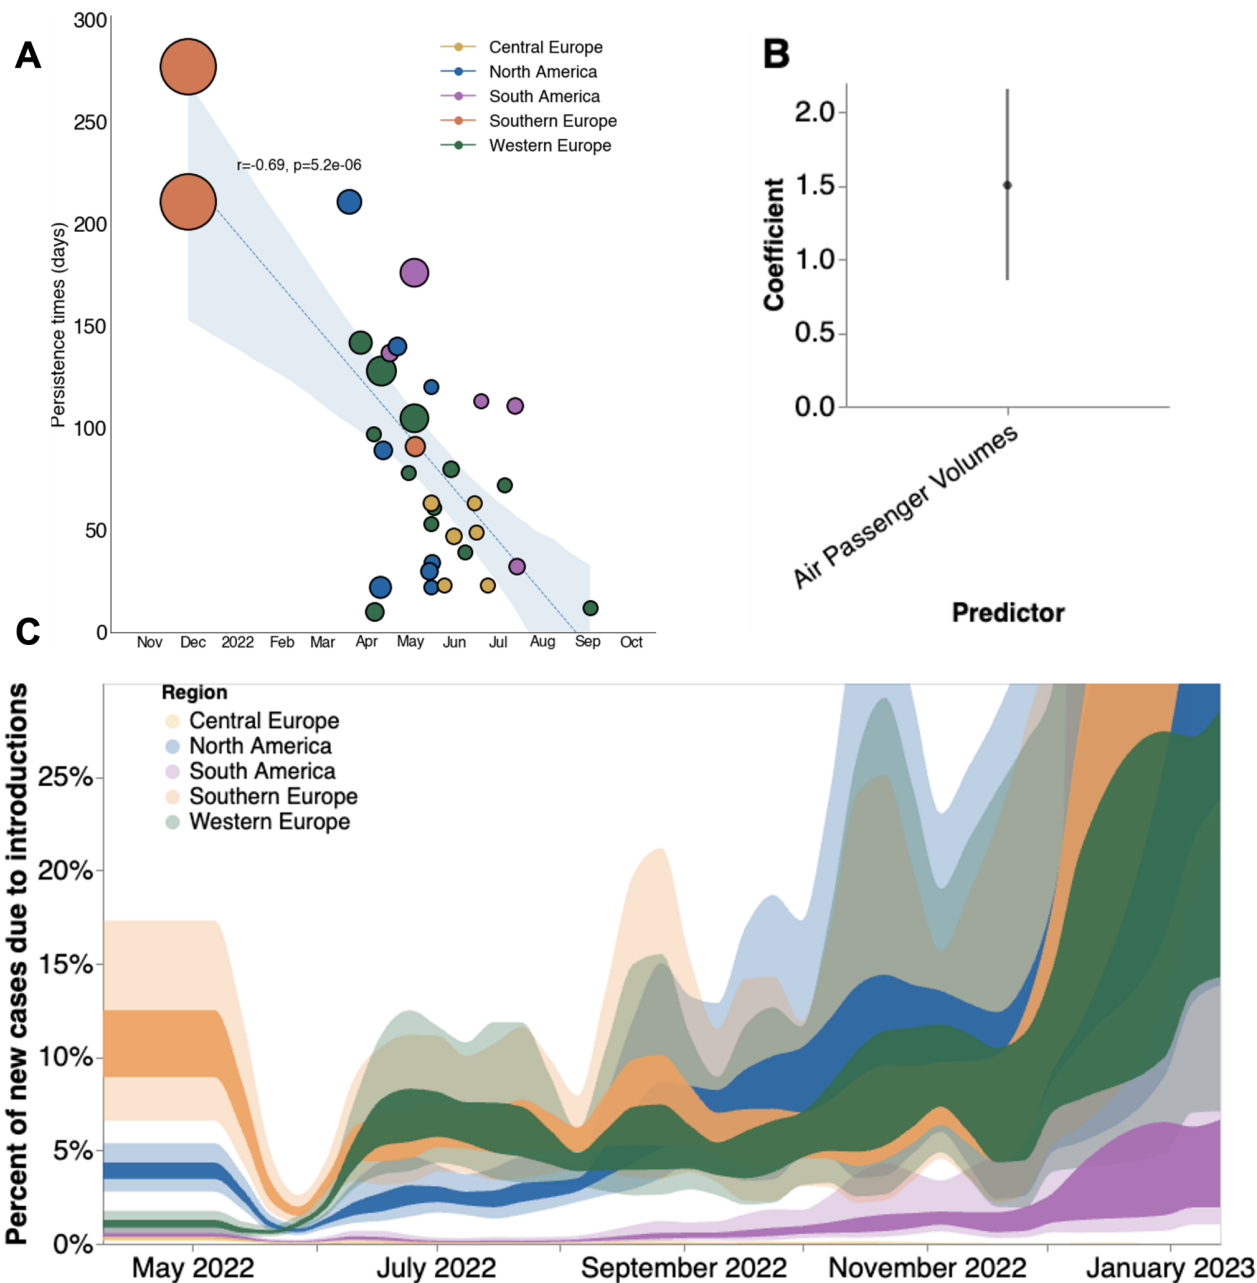 A
300
250
200
150
100
50
0
Persistence times (days)
r=-0.69, p=5.2e-06
Central Europe
North America
South America
Southern Europe
Western Europe
Nov Dec 2022 Feb Mar Apr May Jun Jul Aug Sep Oct
B
2.0
1.5
1.0
0.5
0.0
Coefficient
Air Passenger Volumes
Predictor
C
Region
Central Europe
North America
South America
Southern Europe
Western Europe
Percent of new cases due to introductions
25%
20%
15%
10%
5%
0%
May 2022 July 2022 September 2022 November 2022 January 2023